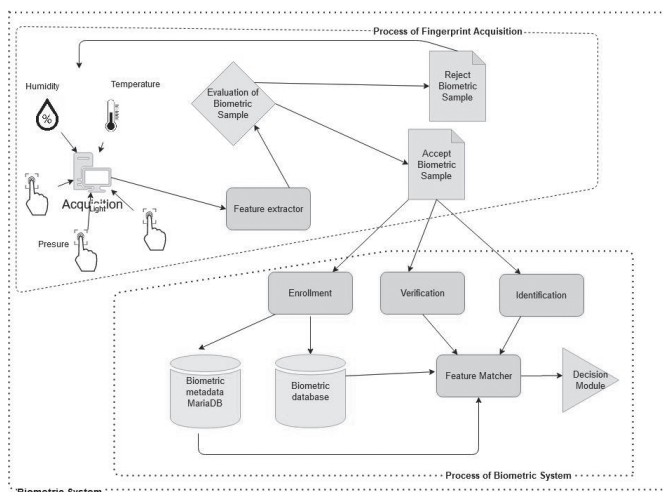 Process of Fingerprint Acquisition
Humidity
Temperature
%
Evaluation of
Biometric
Sample
Reject
Biometric
Sample
Accept
Biometric
Sample
Acquisition
Light
Presure
Feature extractor
Enrollment
Verification
Identification
Biometric
metadata
MariaDB
Biometric
database
Feature Matcher
Decision
Module
Process of Biometric System
Biometric System